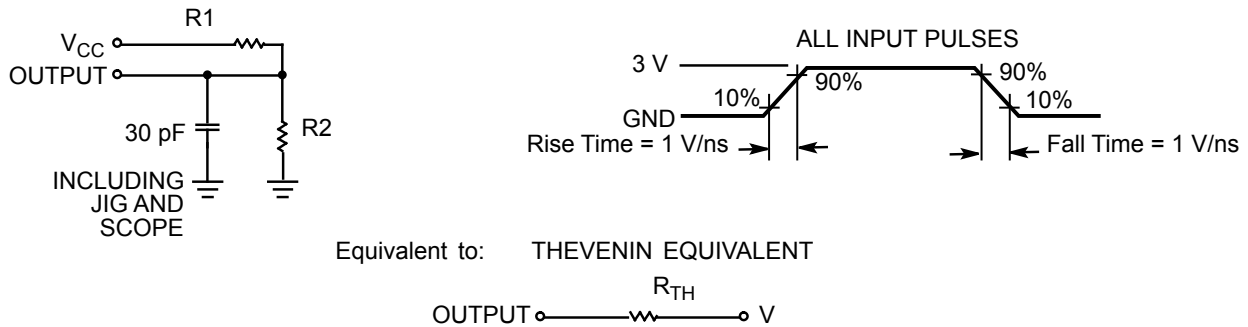 R1
VCC
OUTPUT
30 pF
R2
INCLUDING
JIG AND
SCOPE
ALL INPUT PULSES
3 V
90%
90%
10%
10%
GND
Rise Time = 1 V/ns
Fall Time = 1 V/ns
Equivalent to: THEVENIN EQUIVALENT
RTH
OUTPUT
V